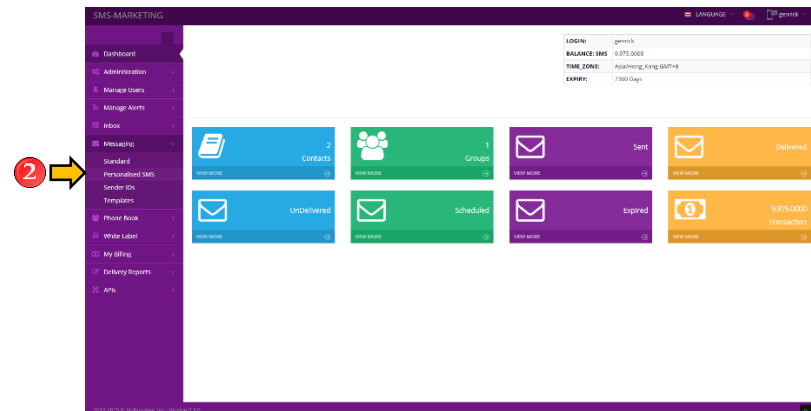 SMS-MARKETING
LANGUAGE
genrick
LOGIN: genrick
BALANCE: SMS 9,975.0000
TIME_ZONE: Asia/Hong_Kong GMT+8
EXPIRY: 7300 Days
Dashboard
Administration
Manage Users
Manage Alerts
Inbox
Messaging
Standard
Personalised SMS
Sender IDs
Templates
Phone Book
White Label
My Billing
Delivery Reports
APIs
2
2
Contacts
VIEW MORE
1
Groups
VIEW MORE
Sent
VIEW MORE
Delivered
VIEW MORE
UnDelivered
VIEW MORE
Scheduled
VIEW MORE
Expired
VIEW MORE
9,975.0000
Transaction
VIEW MORE